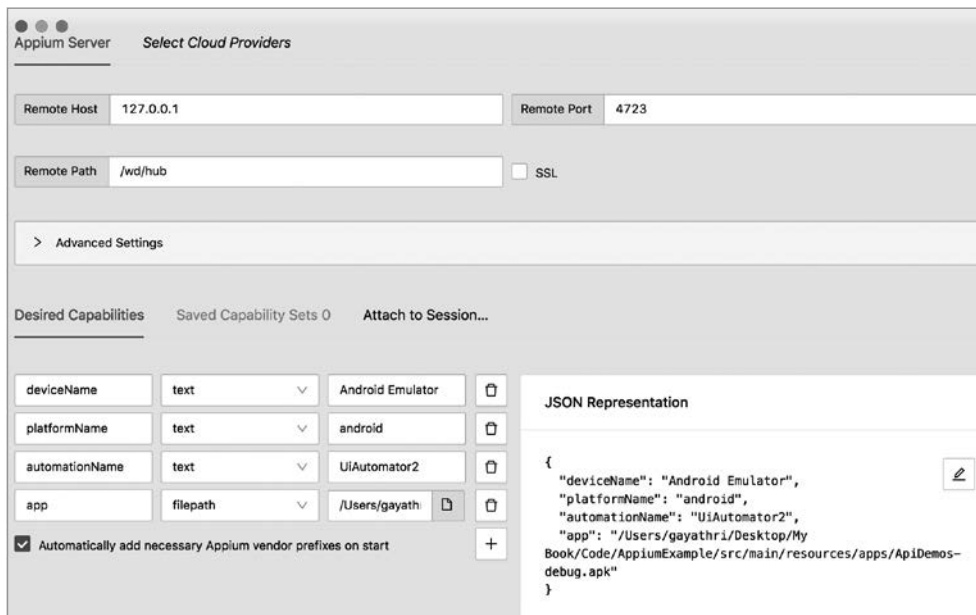 Appium Server Select Cloud Providers
Remote Host 127.0.0.1 Remote Port 4723
Remote Path /wd/hub SSL
Advanced Settings
Desired Capabilities Saved Capability Sets 0 Attach to Session...
deviceName text Android Emulator
platformName text android
automationName text UiAutomator2
app filepath /Users/gayath
Automatically add necessary Appium vendor prefixes on start
JSON Representation
{
"deviceName": "Android Emulator",
"platformName": "android",
"automationName": "UiAutomator2",
"app": "/Users/gayathri/Desktop/My
Book/Code/AppiumExample/src/main/resources/apps/ApiDemos-
debug.apk"
}